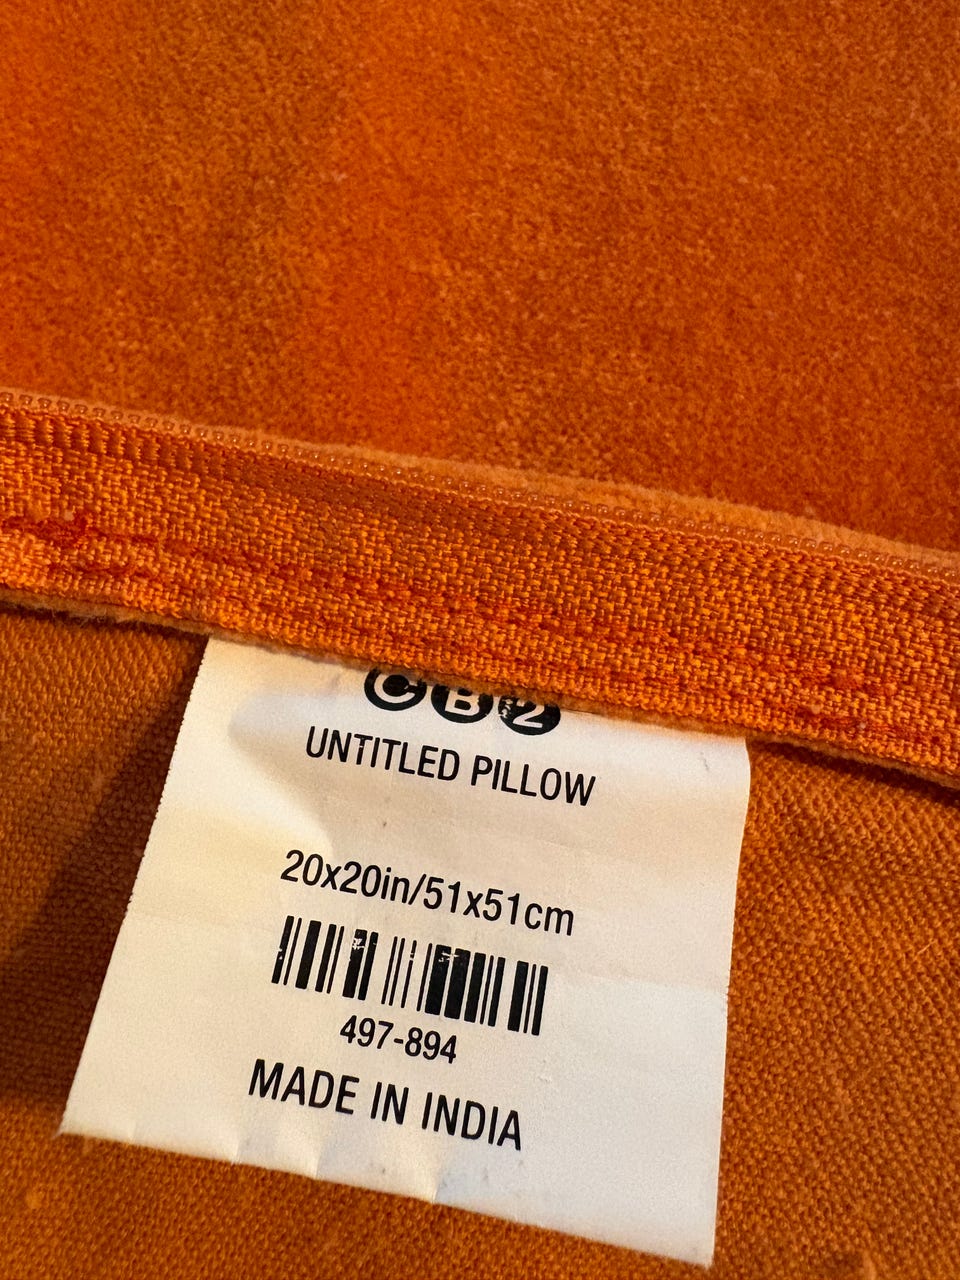 CB2
UNTITLED PILLOW
20x20in/51x51cm
497-894
MADE IN INDIA